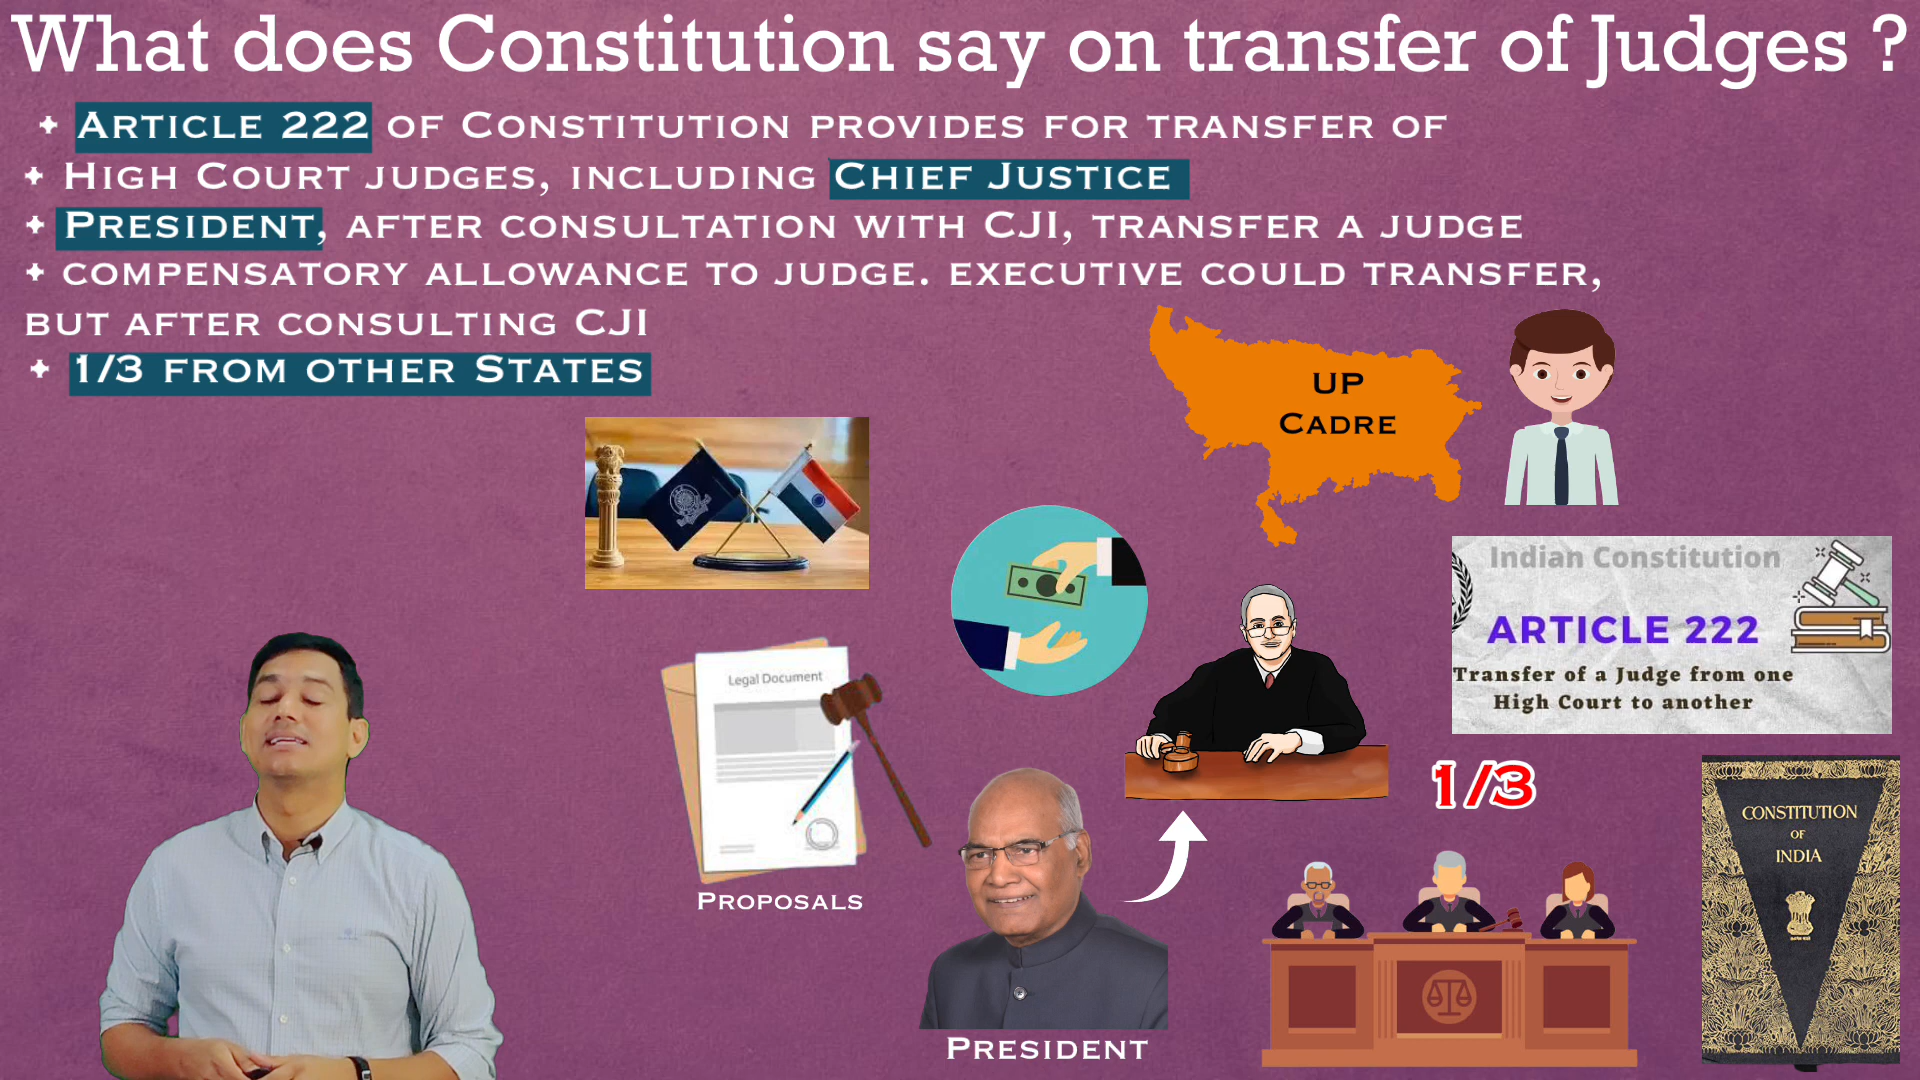 What does Constitution say on transfer of Judges ?
+ Article 222 of Constitution provides for transfer of
+ High Court judges, including Chief Justice
+ President, after consultation with CJI, transfer a judge
+ compensatory allowance to judge. executive could transfer,
but after consulting CJI
+ 1/3 from other States
UP
Cadre
Indian Constitution
ARTICLE 222
Transfer of a Judge from one
High Court to another
Legal Document
Proposals
1/3
CONSTITUTION
OF
INDIA
President